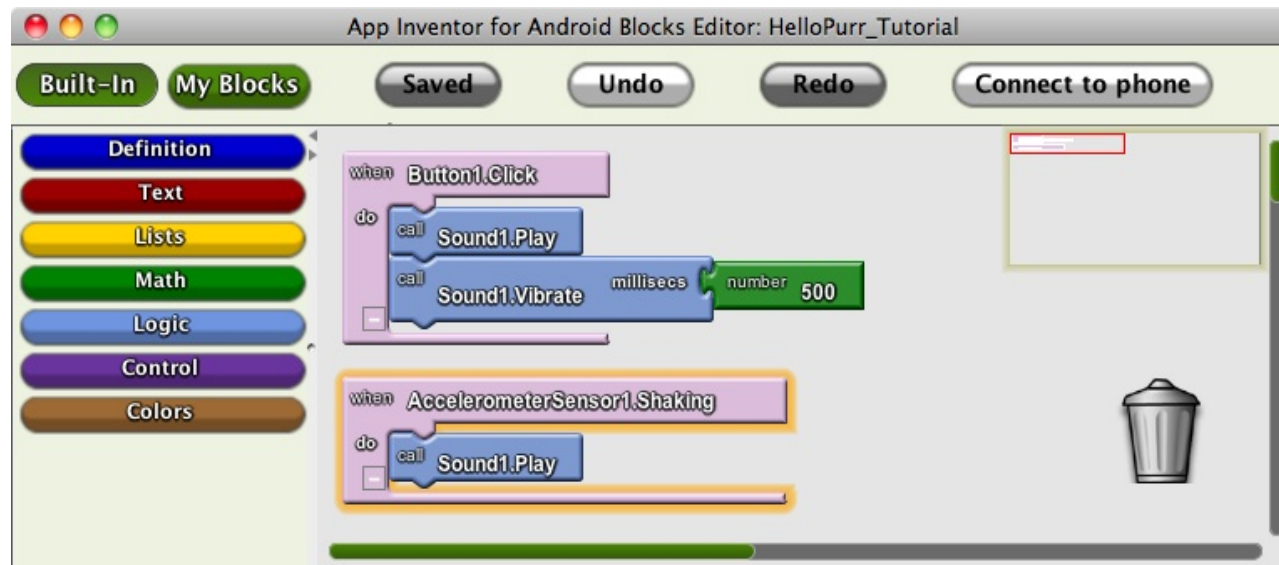 App Inventor for Android Blocks Editor: HelloPurr_Tutorial
Built-In My Blocks Saved Undo Redo Connect to phone
Definition
Text
Lists
Math
Logic
Control
Colors
when Button1.Click
do call Sound1.Play
call Sound1.Vibrate millisecs number 500
when AccelerometerSensor1.Shaking
do call Sound1.Play